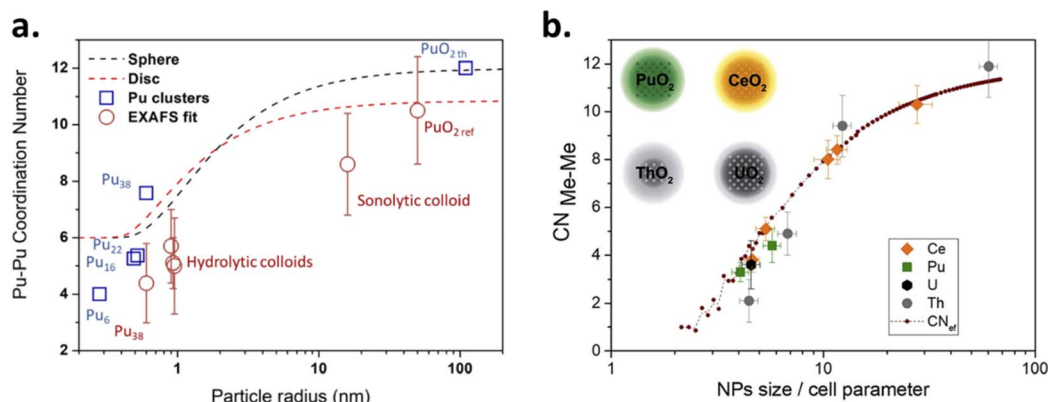 a.
Pu-Pu Coordination Number
12
10
8
6
4
2
Sphere
Disc
Pu clusters
EXAFS fit
PuO2 th
PuO2 ref
Pu38
Sonolytic colloid
Pu22
Pu16
Hydrolytic colloids
Pu6
Pu38
1
10
100
Particle radius (nm)
b.
CN Me-Me
12
10
8
6
4
2
0
PuO2
CeO2
ThO2
UO2
Ce
Pu
U
Th
CNef
1
10
100
NPs size / cell parameter